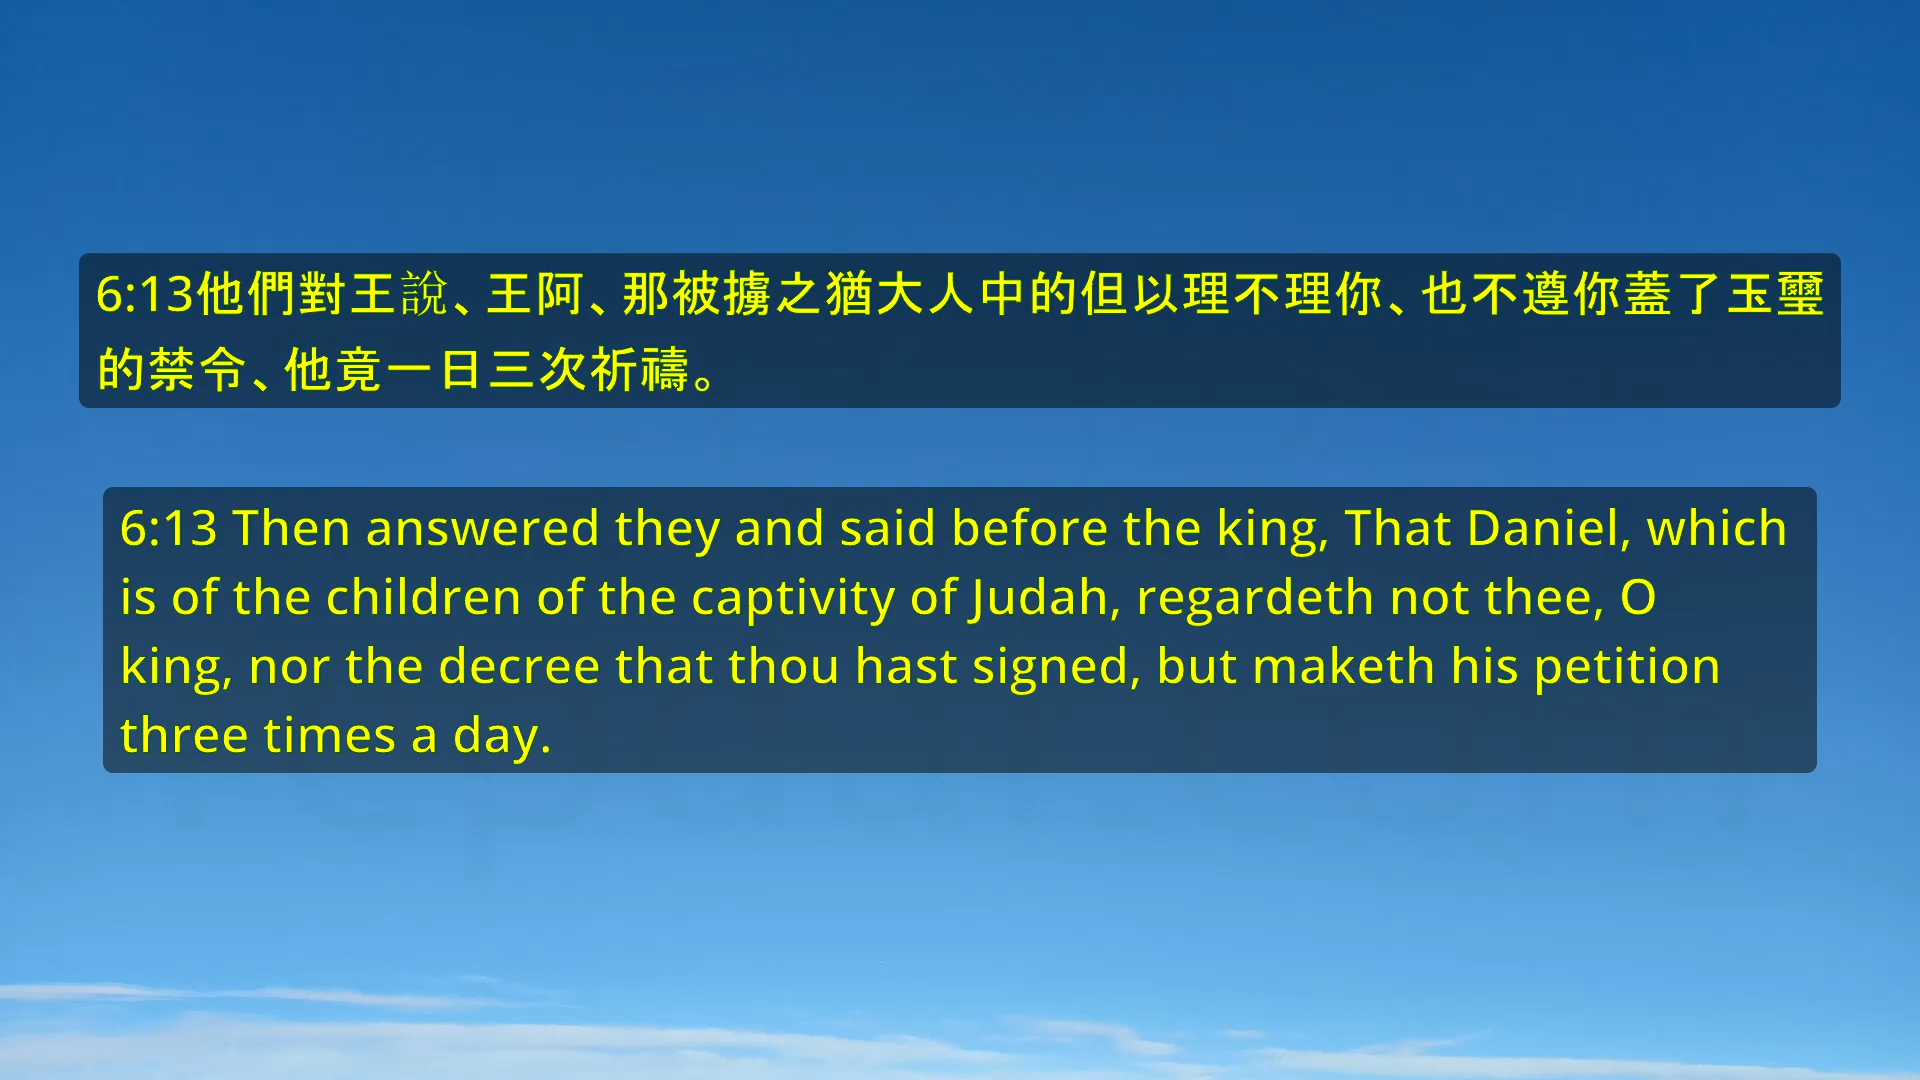 6:13他們對王說、王阿、那被擄之猶大人中的但以理不理你、也不遵你蓋了玉璽
的禁令、他竟一日三次祈禱。
6:13 Then answered they and said before the king, That Daniel, which
is of the children of the captivity of Judah, regardeth not thee, O
king, nor the decree that thou hast signed, but maketh his petition
three times a day.